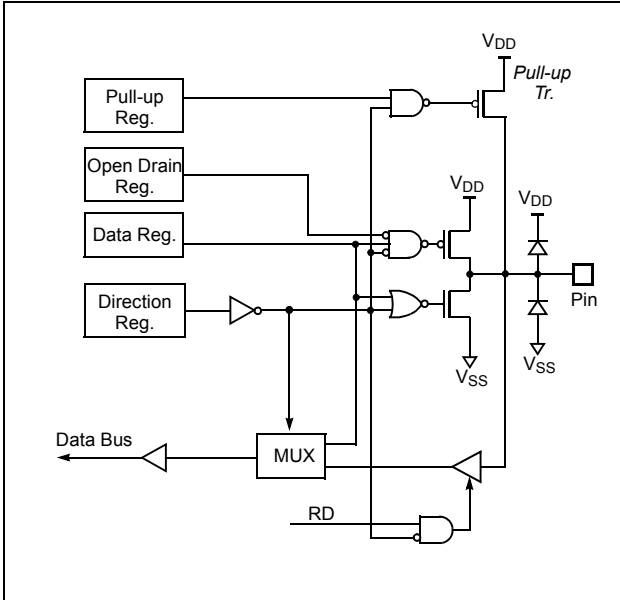 VDD
Pull-up
Tr.
Pull-up
Reg.
Open Drain
Reg.
VDD
VDD
Data Reg.
Direction
Reg.
Pin
VSS
VSS
Data Bus
MUX
RD